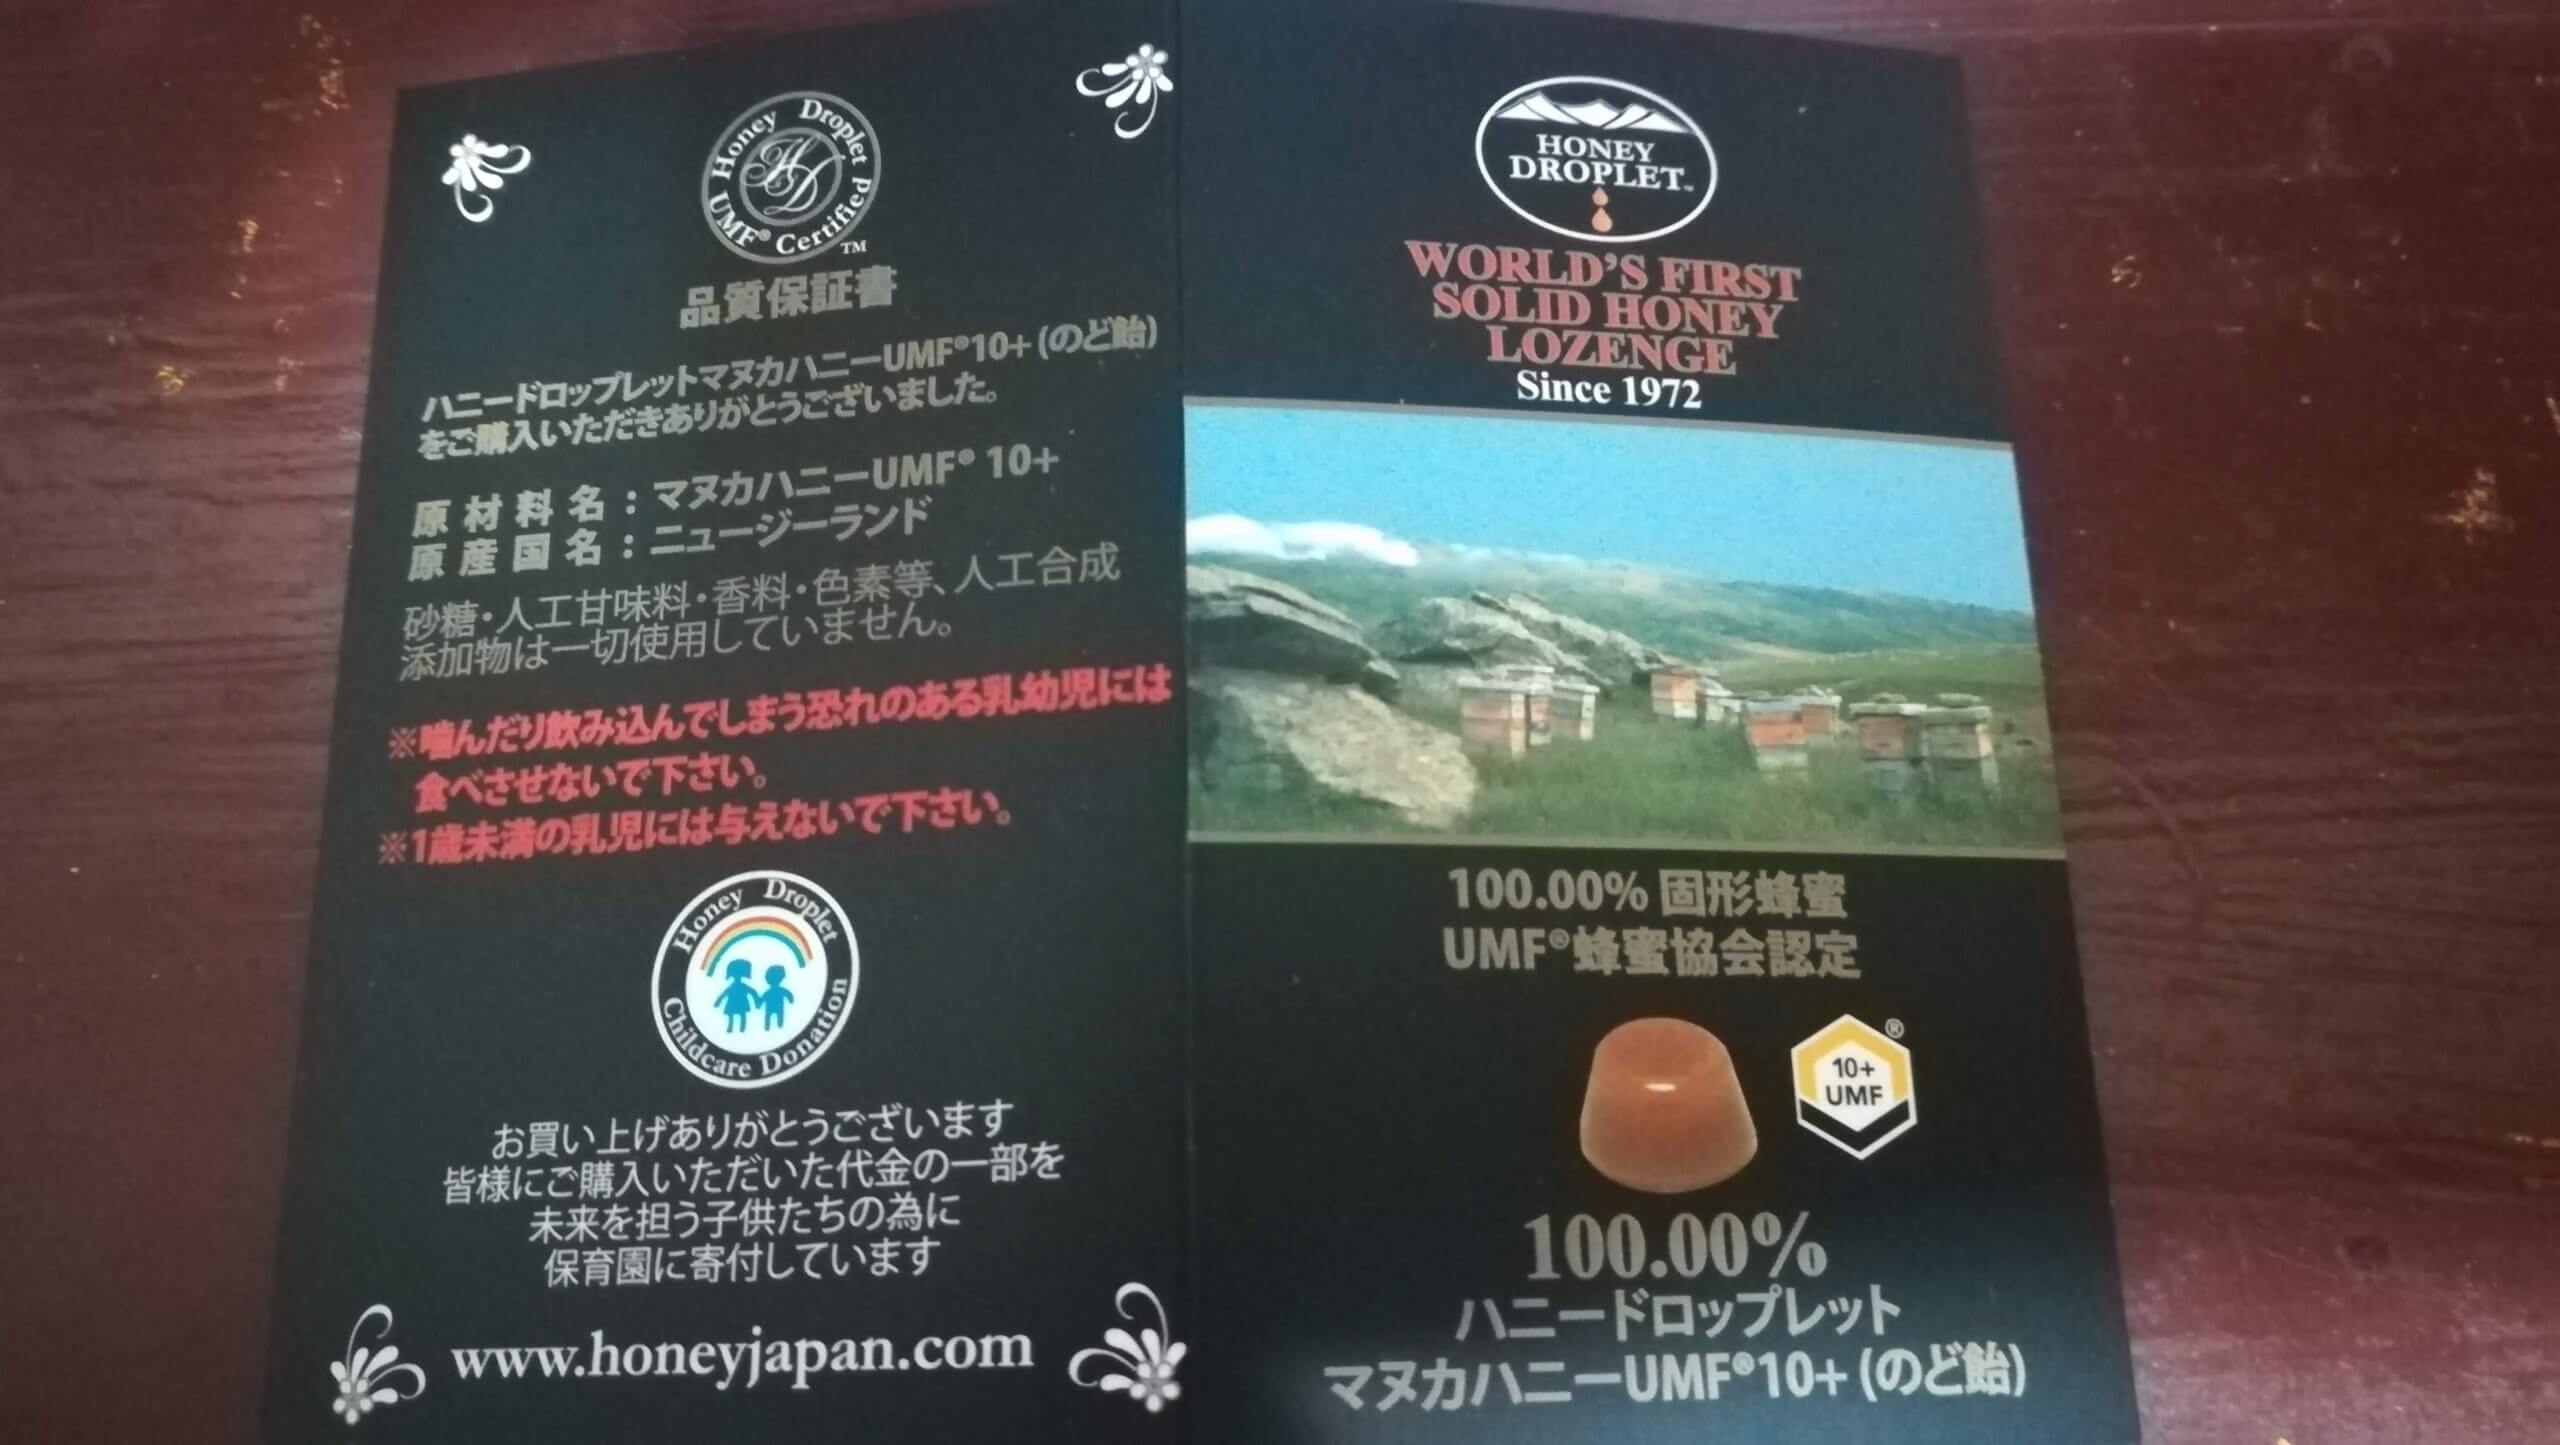 Honey Droplet
HD
UMF® Certified
TM
品質保証書
ハニードロップレットマヌカハニーUMF®10+ (のど飴)
をご購入いただきありがとうございました。
原材料名：マヌカハニーUMF® 10+
原産国名：ニュージーランド
砂糖・人工甘味料・香料・色素等、人工合成
添加物は一切使用していません。
※噛んだり飲み込んでしまう恐れのある乳幼児には
食べさせないで下さい。
※1歳未満の乳児には与えないで下さい。
Honey Droplet
Childcare Donation
お買い上げありがとうございます
皆様にご購入いただいた代金の一部を
未来を担う子供たちの為に
保育園に寄付しています
www.honeyjapan.com
HONEY
DROPLET™
WORLD'S FIRST
SOLID HONEY
LOZENGE
Since 1972
100.00% 固形蜂蜜
UMF®蜂蜜協会認定
10+
UMF
®
100.00%
ハニードロップレット
マヌカハニーUMF®10+ (のど飴)